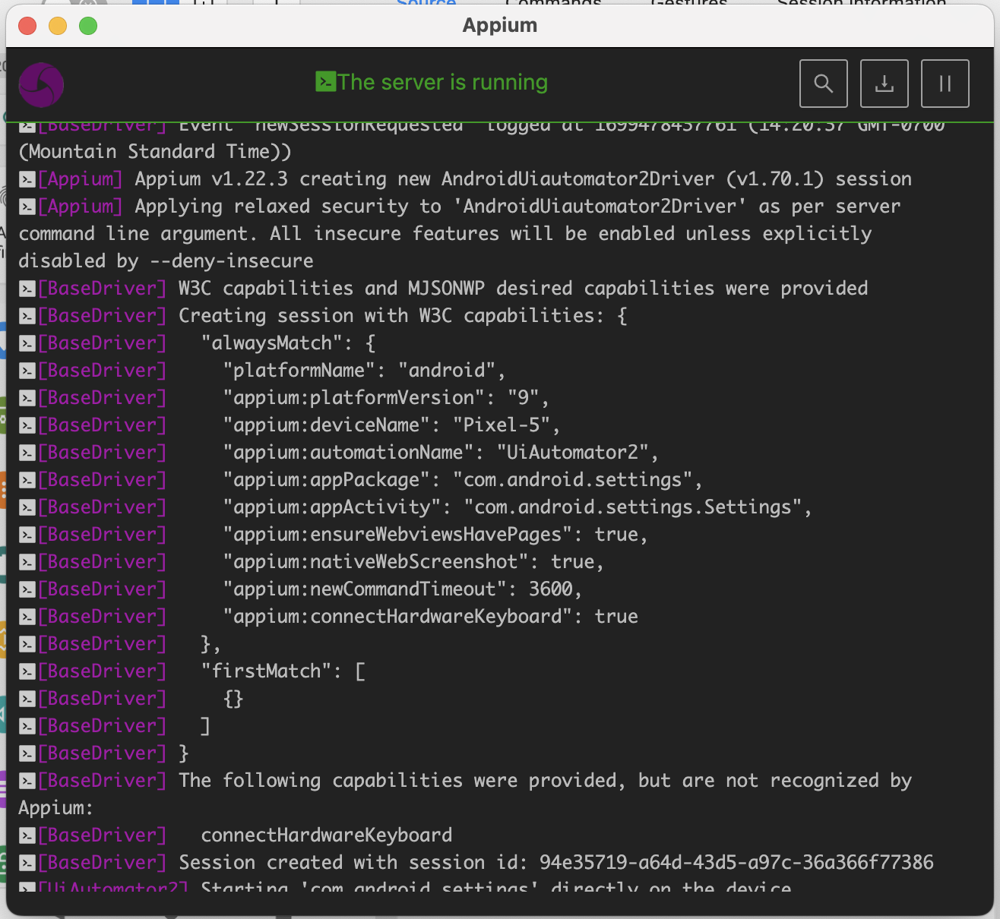 Source Commands Gestures Session Information
Appium
The server is running
[BaseDriver] Event 'newSessionRequested' logged at 1699478437761 (14:20:37 GMT-0700
(Mountain Standard Time))
[Appium] Appium v1.22.3 creating new AndroidUiautomator2Driver (v1.70.1) session
[Appium] Applying relaxed security to 'AndroidUiautomator2Driver' as per server
command line argument. All insecure features will be enabled unless explicitly
disabled by --deny-insecure
[BaseDriver] W3C capabilities and MJSONWP desired capabilities were provided
[BaseDriver] Creating session with W3C capabilities: {
[BaseDriver]   "alwaysMatch": {
[BaseDriver]     "platformName": "android",
[BaseDriver]     "appium:platformVersion": "9",
[BaseDriver]     "appium:deviceName": "Pixel-5",
[BaseDriver]     "appium:automationName": "UiAutomator2",
[BaseDriver]     "appium:appPackage": "com.android.settings",
[BaseDriver]     "appium:appActivity": "com.android.settings.Settings",
[BaseDriver]     "appium:ensureWebviewsHavePages": true,
[BaseDriver]     "appium:nativeWebScreenshot": true,
[BaseDriver]     "appium:newCommandTimeout": 3600,
[BaseDriver]     "appium:connectHardwareKeyboard": true
[BaseDriver]   },
[BaseDriver]   "firstMatch": [
[BaseDriver]     {}
[BaseDriver]   ]
[BaseDriver] }
[BaseDriver] The following capabilities were provided, but are not recognized by
Appium:
[BaseDriver]   connectHardwareKeyboard
[BaseDriver] Session created with session id: 94e35719-a64d-43d5-a97c-36a366f77386
[UiAutomator2] Starting 'com.android.settings' directly on the device